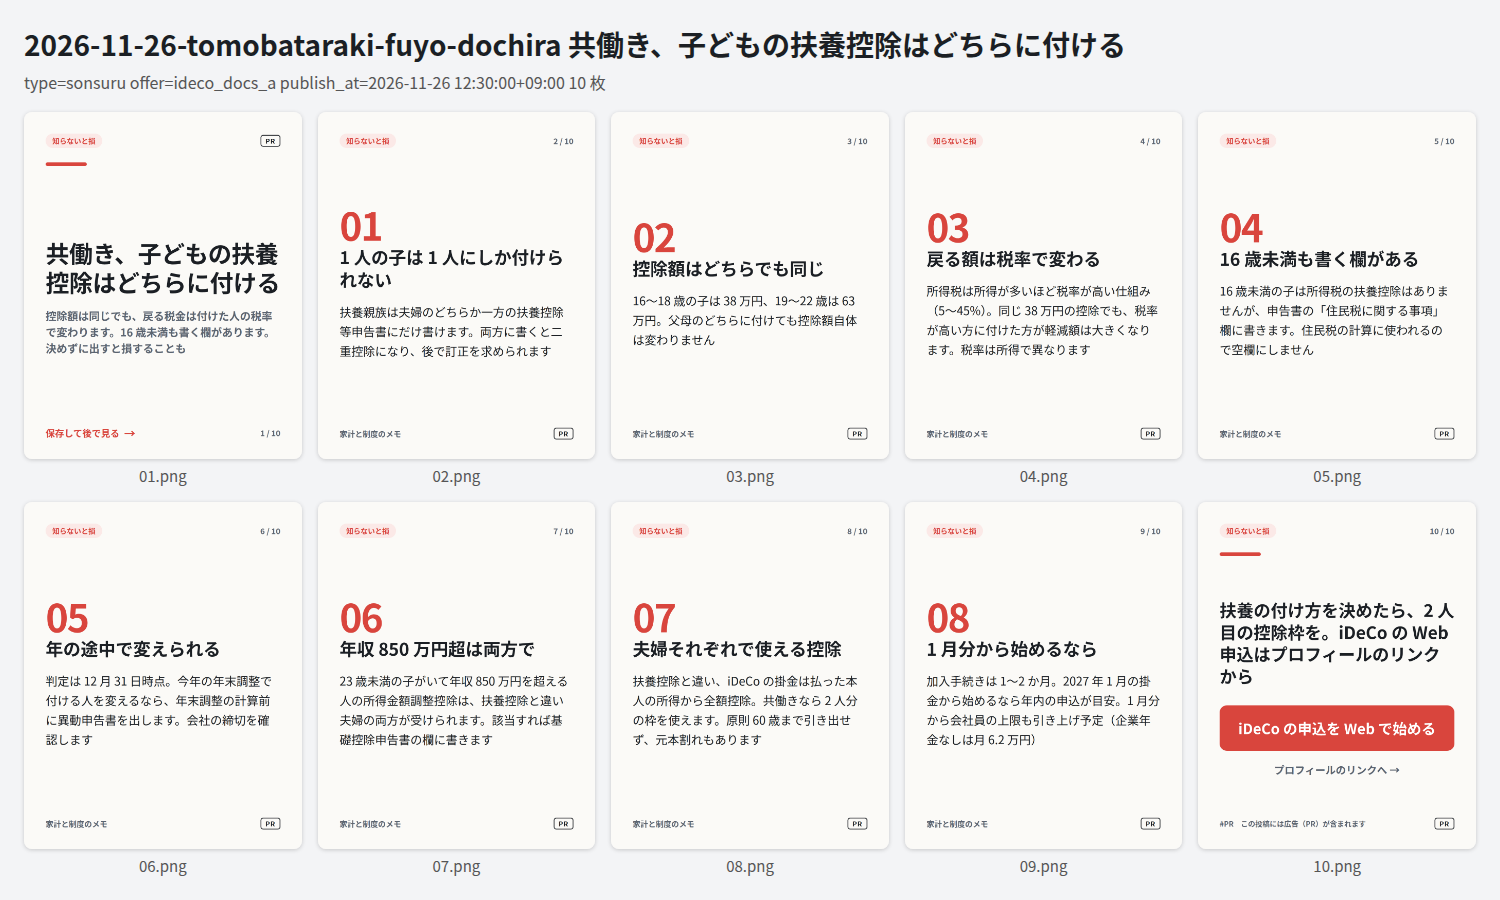 2026-11-26-tomobataraki-fuyo-dochira 共働き、子どもの扶養控除はどちらに付ける
type=sonsuru offer=ideco_docs_a publish_at=2026-11-26 12:30:00+09:00 10 枚
知らないと損
PR
共働き、子どもの扶養
控除はどちらに付ける
控除額は同じでも、戻る税金は付けた人の税率
で変わります。16 歳未満も書く欄があります。
決めずに出すと損することも
保存して後で見る →
1 / 10
01.png
知らないと損
2 / 10
01
1 人の子は 1 人にしか付けら
れない
扶養親族は夫婦のどちらか一方の扶養控除
等申告書にだけ書けます。両方に書くと二
重控除になり、後で訂正を求められます
家計と制度のメモ
PR
02.png
知らないと損
3 / 10
02
控除額はどちらでも同じ
16〜18 歳の子は 38 万円、19〜22 歳は 63
万円。父母のどちらに付けても控除額自体
は変わりません
家計と制度のメモ
PR
03.png
知らないと損
4 / 10
03
戻る額は税率で変わる
所得税は所得が多いほど税率が高い仕組み
（5〜45%）。同じ 38 万円の控除でも、税率
が高い方に付けた方が軽減額は大きくなり
ます。税率は所得で異なります
家計と制度のメモ
PR
04.png
知らないと損
5 / 10
04
16 歳未満も書く欄がある
16 歳未満の子は所得税の扶養控除はありま
せんが、申告書の「住民税に関する事項」
欄に書きます。住民税の計算に使われるの
で空欄にしません
家計と制度のメモ
PR
05.png
知らないと損
6 / 10
05
年の途中で変えられる
判定は 12 月 31 日時点。今年の年末調整で
付ける人を変えるなら、年末調整の計算前
に異動申告書を出します。会社の締切を確
認します
家計と制度のメモ
PR
06.png
知らないと損
7 / 10
06
年収 850 万円超は両方で
23 歳未満の子がいて年収 850 万円を超える
人の所得金額調整控除は、扶養控除と違い
夫婦の両方が受けられます。該当すれば基
礎控除申告書の欄に書きます
家計と制度のメモ
PR
07.png
知らないと損
8 / 10
07
夫婦それぞれで使える控除
扶養控除と違い、iDeCo の掛金は払った本
人の所得から全額控除。共働きなら 2 人分
の枠を使えます。原則 60 歳まで引き出せ
ず、元本割れもあります
家計と制度のメモ
PR
08.png
知らないと損
9 / 10
08
1 月分から始めるなら
加入手続きは 1〜2 か月。2027 年 1 月の掛
金から始めるなら年内の申込が目安。1 月分
から会社員の上限も引き上げ予定（企業年
金なしは月 6.2 万円）
家計と制度のメモ
PR
09.png
知らないと損
10 / 10
扶養の付け方を決めたら、2 人
目の控除枠を。iDeCo の Web
申込はプロフィールのリンク
から
iDeCo の申込を Web で始める
プロフィールのリンクへ →
#PR この投稿には広告（PR）が含まれます
PR
10.png